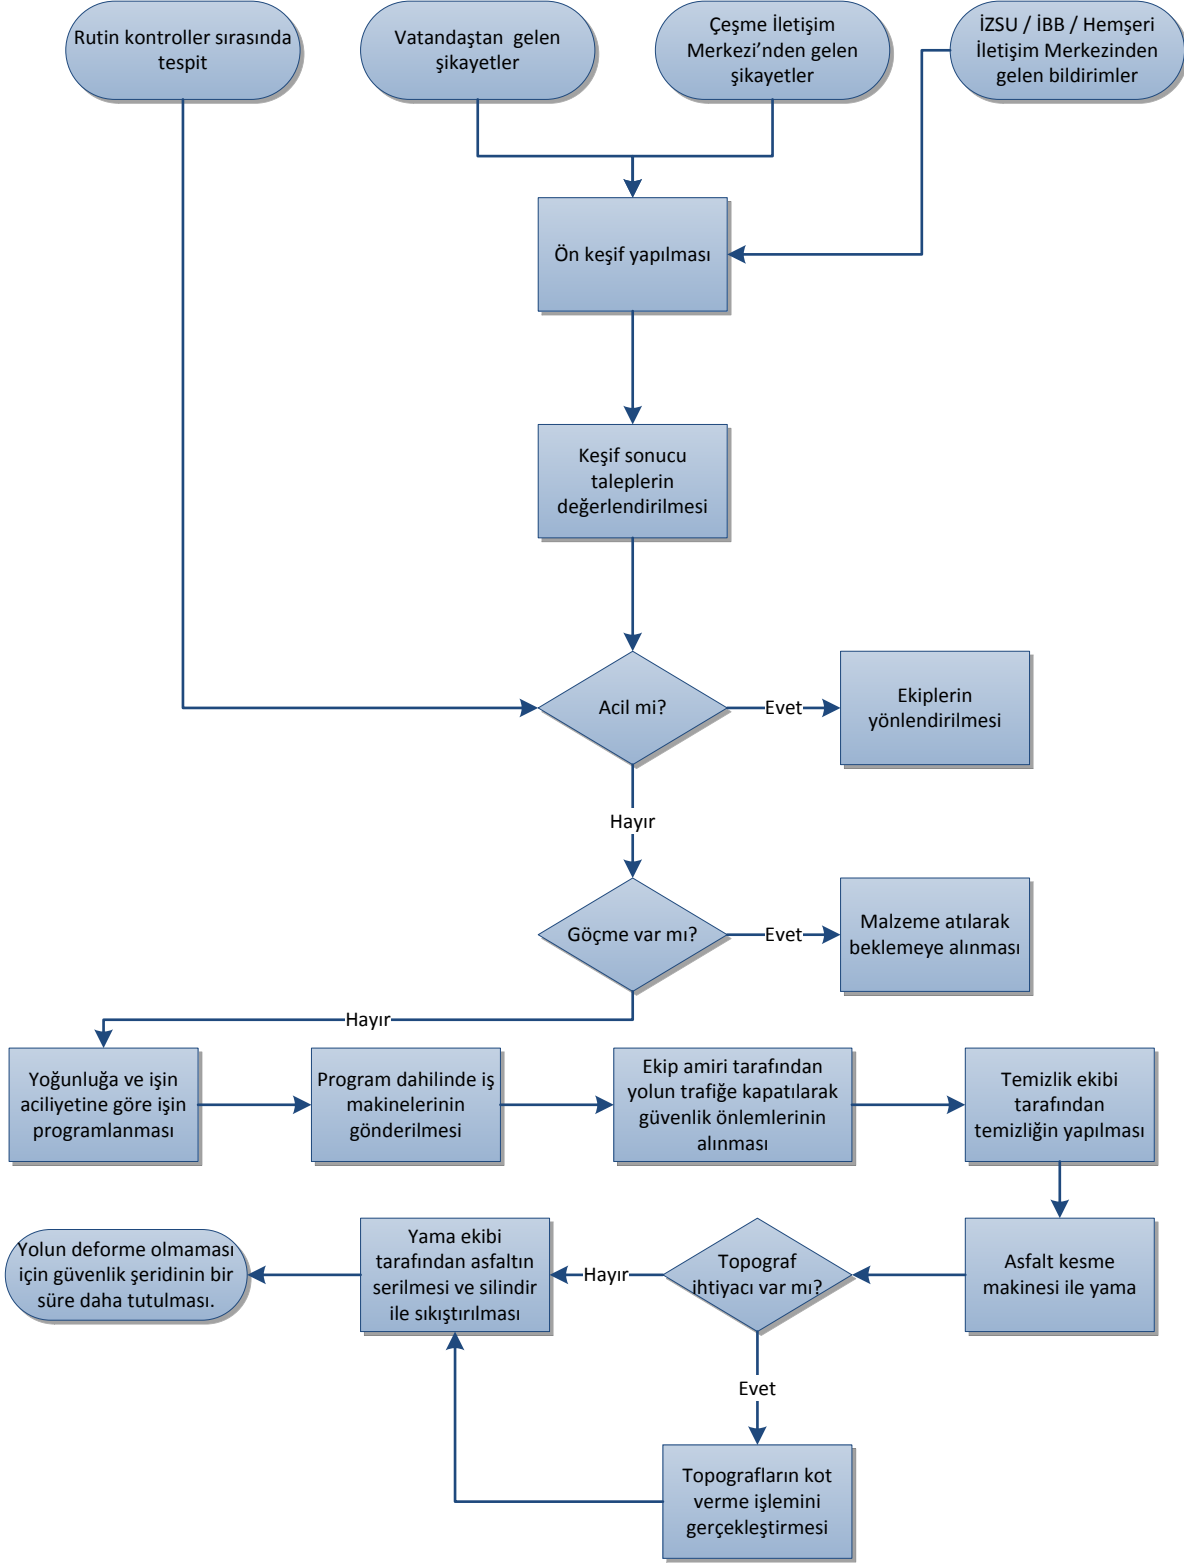 Rutin kontroller sırasında
tespit
Vatandaştan gelen
şikayetler
Çeşme İletişim
Merkezi’nden gelen
şikayetler
İZSU / İBB / Hemşeri
İletişim Merkezinden
gelen bildirimler
Ön keşif yapılması
Keşif sonucu
taleplerin
değerlendirilmesi
Acil mi?
Evet
Ekiplerin
yönlendirilmesi
Hayır
Göçme var mı?
Evet
Malzeme atılarak
beklemeye alınması
Hayır
Yoğunluğa ve işin
aciliyetine göre işin
programlanması
Program dahilinde iş
makinelerinin
gönderilmesi
Ekip amiri tarafından
yolun trafiğe kapatılarak
güvenlik önlemlerinin
alınması
Temizlik ekibi
tarafından
temizliğin yapılması
Asfalt kesme
makinesi ile yama
Topograf
ihtiyacı var mı?
Hayır
Yama ekibi
tarafından asfaltın
serilmesi ve silindir
ile sıkıştırılması
Yolun deforme olmaması
için güvenlik şeridinin bir
süre daha tutulması.
Evet
Topografların kot
verme işlemini
gerçekleştirmesi